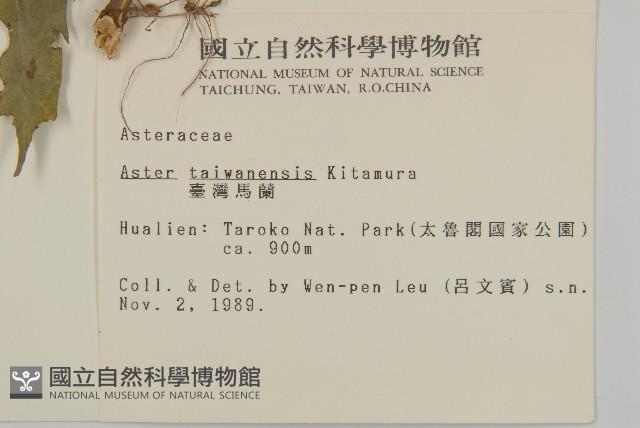 國立自然科學博物館
NATIONAL MUSEUM OF NATURAL SCIENCE
TAICHUNG, TAIWAN, R.O.CHINA
Asteraceae
Aster taiwanensis Kitamura
臺灣馬蘭
Hualien: Taroko Nat. Park(太魯閣國家公園)
ca. 900m
Coll. & Det. by Wen-pen Leu (呂文賓) s.n.
Nov. 2, 1989.
國立自然科學博物館
NATIONAL MUSEUM OF NATURAL SCIENCE